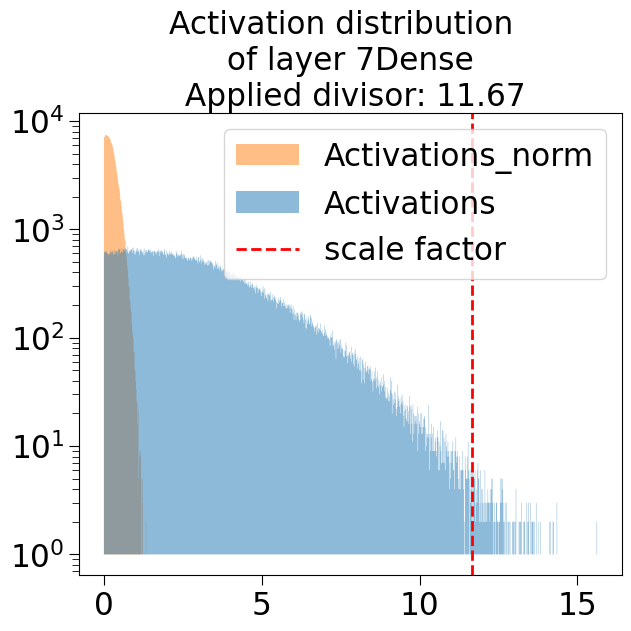 Activation distribution
of layer 7Dense
Applied divisor: 11.67
10⁴
10³
10²
10¹
10⁰
Activations_norm
Activations
scale factor
0 5 10 15